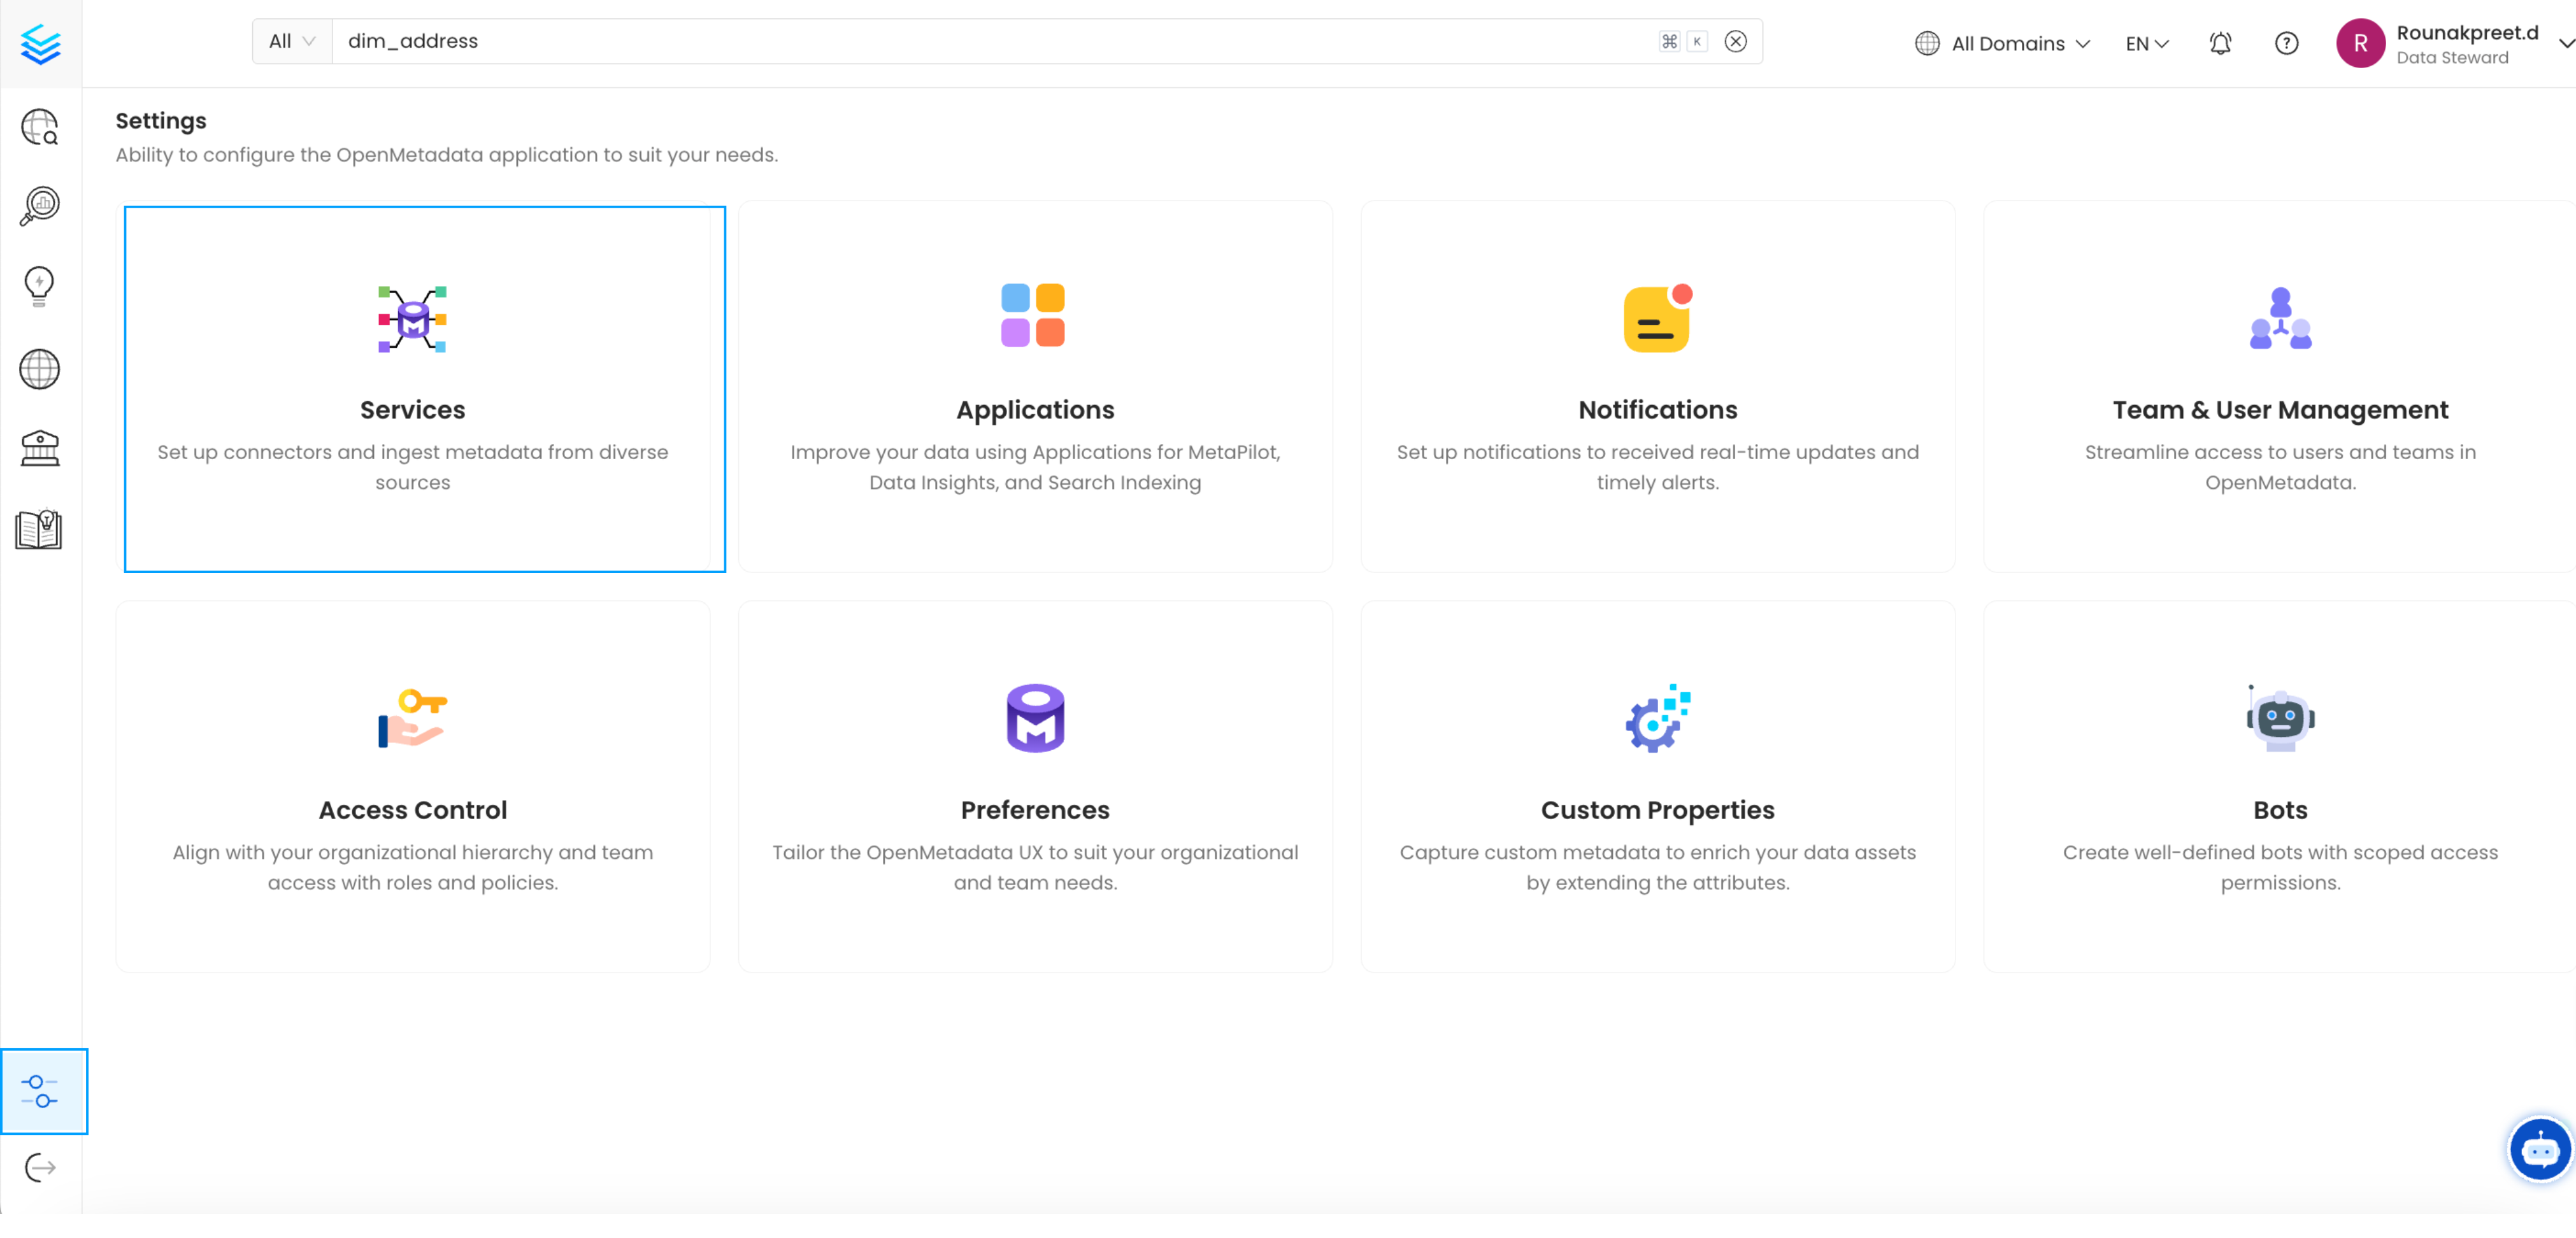 All
dim_address
⌘ K
All Domains
EN
R
Rounakpreet.d
Data Steward
Settings
Ability to configure the OpenMetadata application to suit your needs.
Services
Set up connectors and ingest metadata from diverse
sources
Applications
Improve your data using Applications for MetaPilot,
Data Insights, and Search Indexing
Notifications
Set up notifications to received real-time updates and
timely alerts.
Team & User Management
Streamline access to users and teams in
OpenMetadata.
Access Control
Align with your organizational hierarchy and team
access with roles and policies.
Preferences
Tailor the OpenMetadata UX to suit your organizational
and team needs.
Custom Properties
Capture custom metadata to enrich your data assets
by extending the attributes.
Bots
Create well-defined bots with scoped access
permissions.